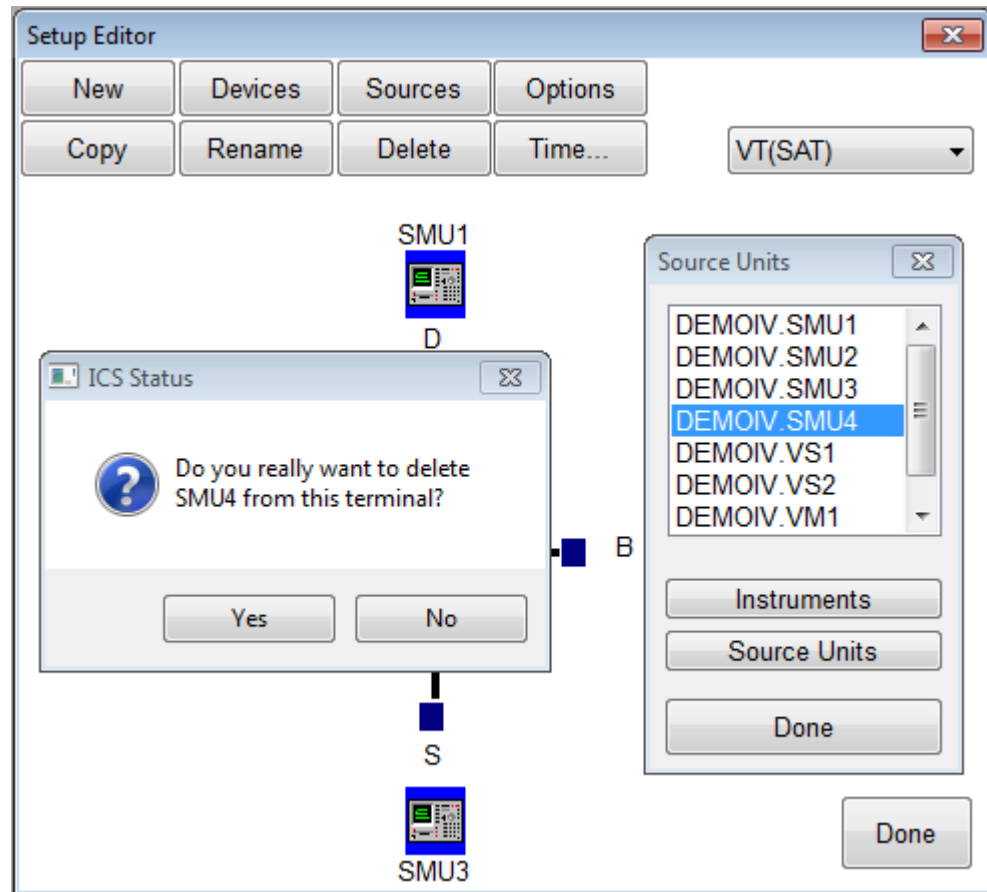 Setup Editor
New
Devices
Sources
Options
Copy
Rename
Delete
Time...
VT(SAT)
SMU1
D
ICS Status
Do you really want to delete
SMU4 from this terminal?
Yes
No
B
S
SMU3
Source Units
DEMOIV.SMU1
DEMOIV.SMU2
DEMOIV.SMU3
DEMOIV.SMU4
DEMOIV.VS1
DEMOIV.VS2
DEMOIV.VM1
Instruments
Source Units
Done
Done